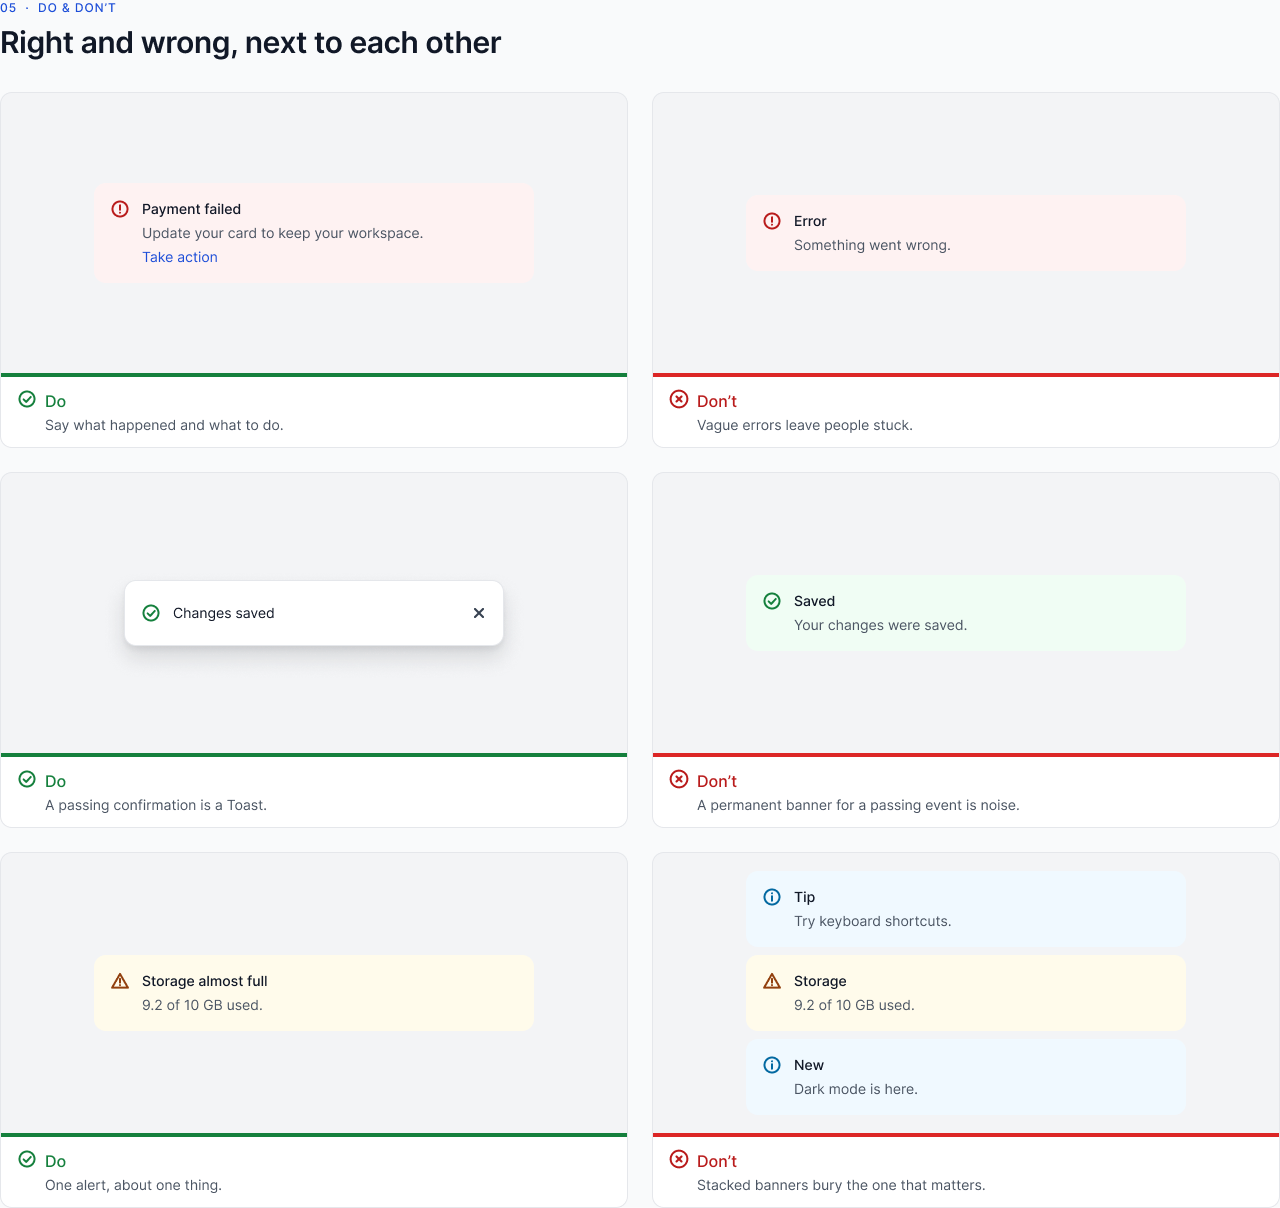 05 · DO & DON’T
Right and wrong, next to each other
Payment failed
Update your card to keep your workspace.
Take action
Do
Say what happened and what to do.
Error
Something went wrong.
Don’t
Vague errors leave people stuck.
Changes saved
Do
A passing confirmation is a Toast.
Saved
Your changes were saved.
Don’t
A permanent banner for a passing event is noise.
Storage almost full
9.2 of 10 GB used.
Do
One alert, about one thing.
Tip
Try keyboard shortcuts.
Storage
9.2 of 10 GB used.
New
Dark mode is here.
Don’t
Stacked banners bury the one that matters.